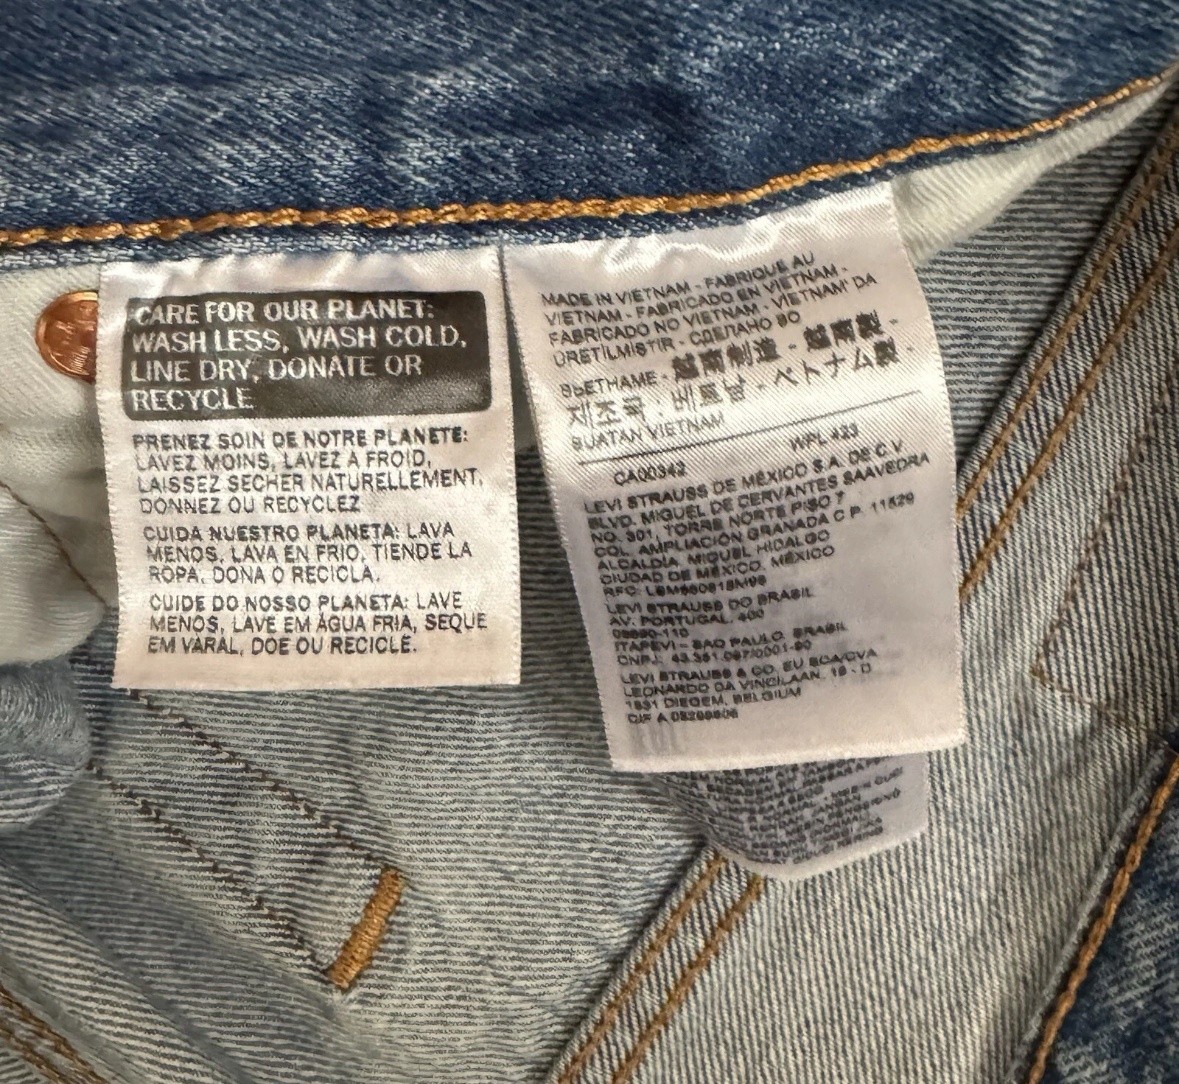 CARE FOR OUR PLANET:
WASH LESS, WASH COLD,
LINE DRY, DONATE OR
RECYCLE
PRENEZ SOIN DE NOTRE PLANETE:
LAVEZ MOINS, LAVEZ A FROID,
LAISSEZ SECHER NATURELLEMENT,
DONNEZ OU RECYCLEZ
CUIDA NUESTRO PLANETA: LAVA
MENOS, LAVA EN FRIO, TIENDE LA
ROPA, DONA O RECICLA.
CUIDE DO NOSSO PLANETA: LAVE
MENOS, LAVE EM ÁGUA FRIA, SEQUE
EM VARAL, DOE OU RECICLE.
MADE IN VIETNAM - FABRIQUE AU
VIETNAM - FABRICADO EN VIETNAM -
FABRICADO NO VIETNAM - VIETNAM' DA
ÜRETILMISTIR - СДЕЛАНО ВО
ВЬЕТНАМЕ - 越南制造 - 越南製 -
제조국 : 베트남 - ベトナム製 -
BUATAN VIETNAM
CA00342 WPL 423
LEVI STRAUSS DE MÉXICO S.A. DE C.V.
BLVD. MIGUEL DE CERVANTES SAAVEDRA
NO. 301, TORRE NORTE PISO 7
COL. AMPLIACIÓN GRANADA C.P. 11529
ALCALDÍA, MIGUEL HIDALGO
CIUDAD DE MÉXICO, MÉXICO
RFC:
LEVI STRAUSS DO BRASIL
AV. PORTUGAL, 400
06690-110
ITAPEVI - SAO PAULO, BRASIL
CNPJ:
LEVI STRAUSS & CO. EU BCA/CVA
LEONARDO DA VINCILAAN, 19 - D
1831 DIEGEM, BELGIUM
CIF A